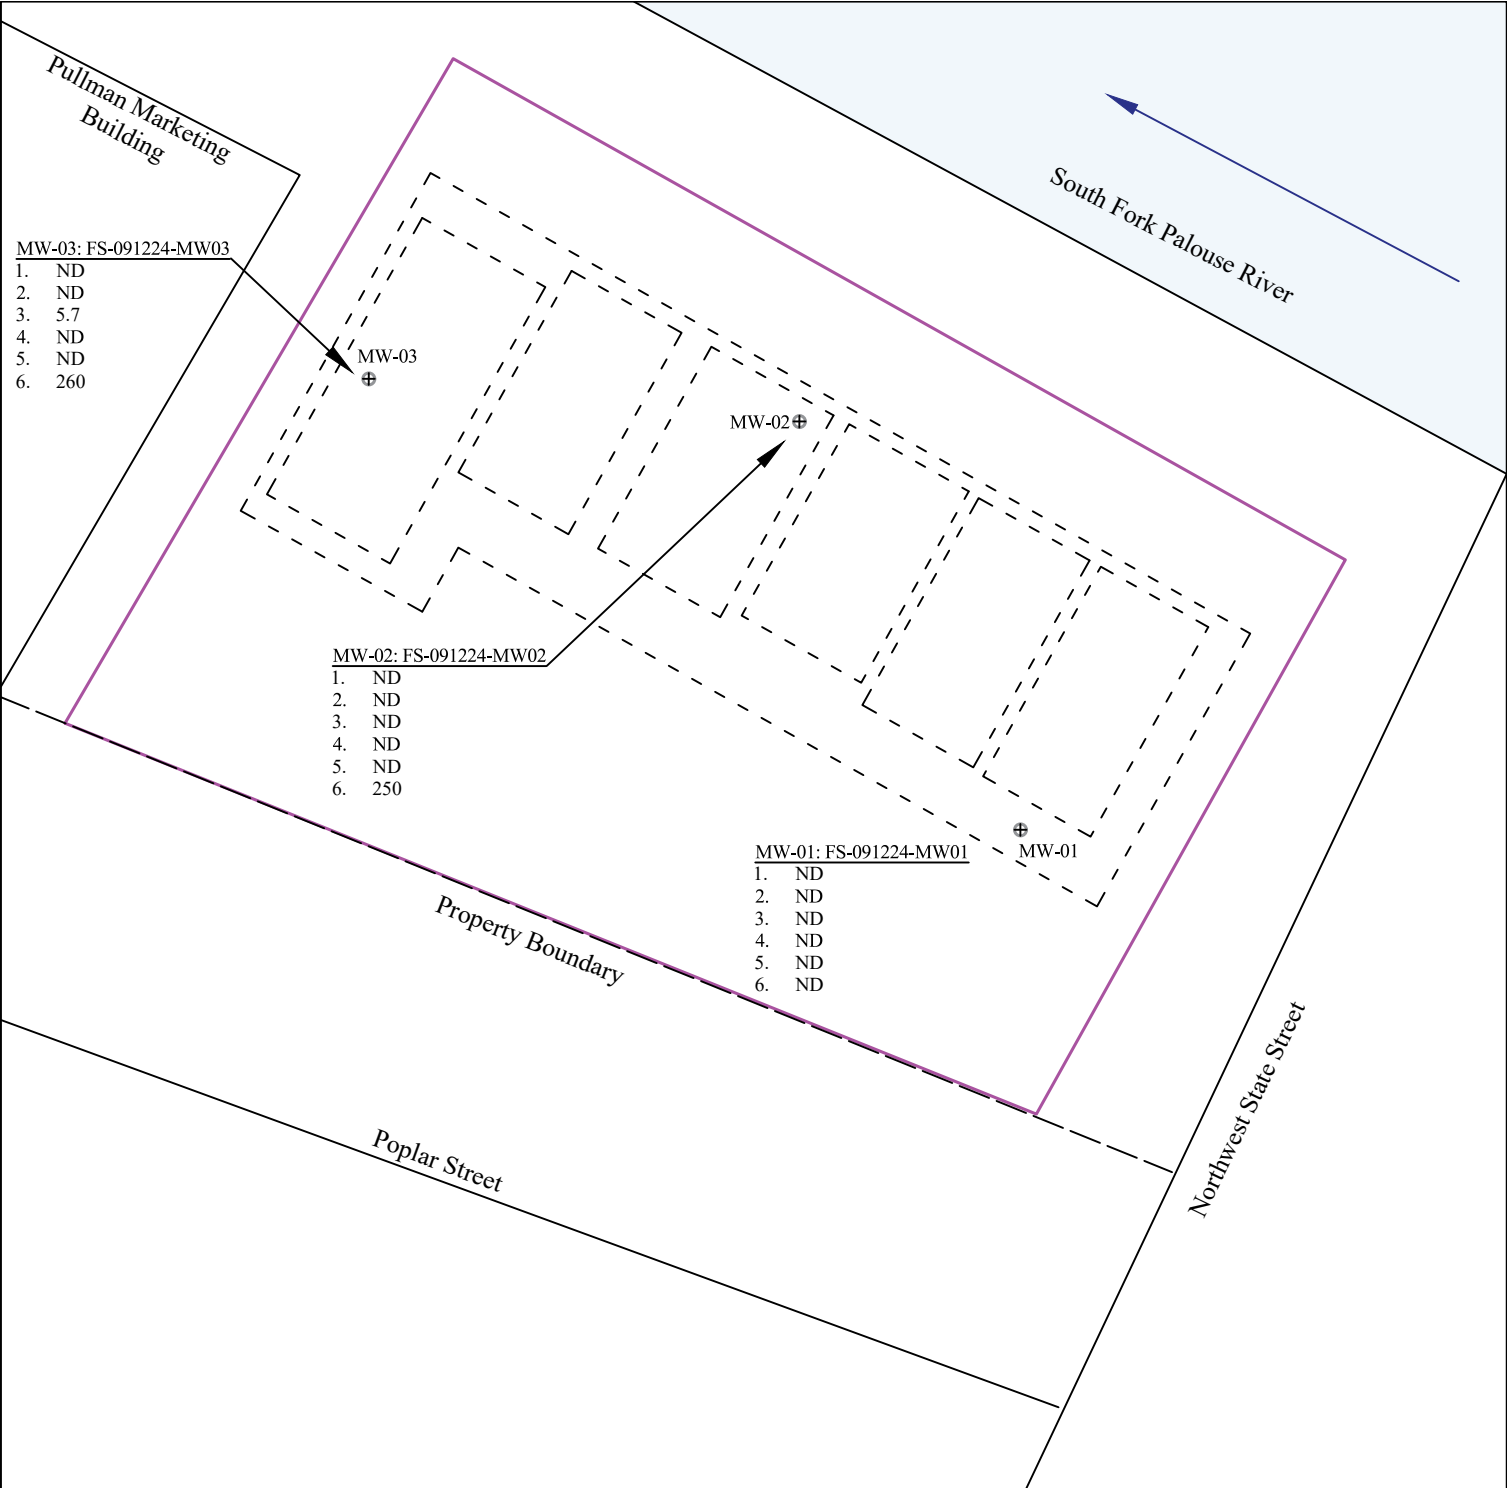 Pullman Marketing
Building
South Fork Palouse River
MW-03: FS-091224-MW03
1. ND
2. ND
3. 5.7
4. ND
5. ND
6. 260
MW-03
MW-02
MW-02: FS-091224-MW02
1. ND
2. ND
3. ND
4. ND
5. ND
6. 250
MW-01: FS-091224-MW01
1. ND
2. ND
3. ND
4. ND
5. ND
6. ND
MW-01
Property Boundary
Northwest State Street
Poplar Street